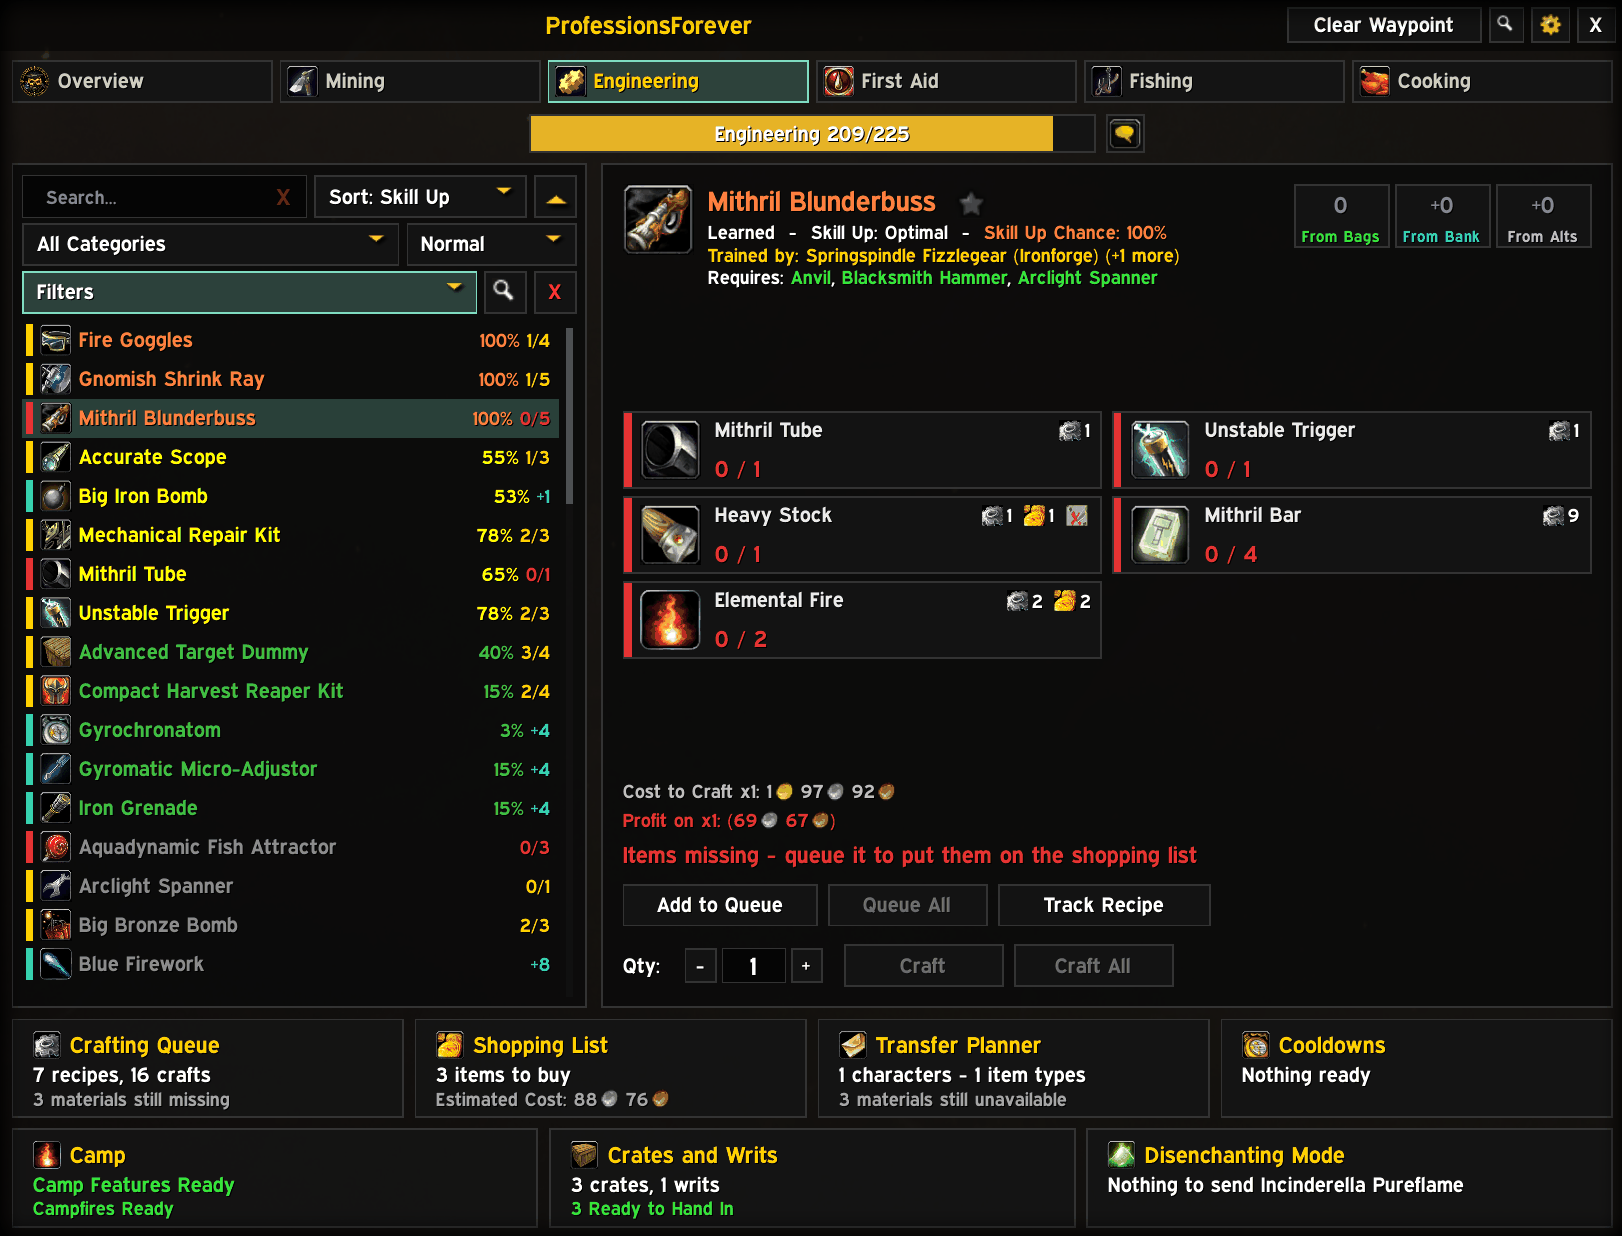 ProfessionsForever
Clear Waypoint
X
Overview
Mining
Engineering
First Aid
Fishing
Cooking
Engineering 209/225
Search...
X
Sort: Skill Up
All Categories
Normal
Filters
X
Fire Goggles 100% 1/4
Gnomish Shrink Ray 100% 1/5
Mithril Blunderbuss 100% 0/5
Accurate Scope 55% 1/3
Big Iron Bomb 53% +1
Mechanical Repair Kit 78% 2/3
Mithril Tube 65% 0/1
Unstable Trigger 78% 2/3
Advanced Target Dummy 40% 3/4
Compact Harvest Reaper Kit 15% 2/4
Gyrochronatom 3% +4
Gyromatic Micro-Adjustor 15% +4
Iron Grenade 15% +4
Aquadynamic Fish Attractor 0/3
Arclight Spanner 0/1
Big Bronze Bomb 2/3
Blue Firework +8
Mithril Blunderbuss
Learned - Skill Up: Optimal - Skill Up Chance: 100%
Trained by: Springspindle Fizzlegear (Ironforge) (+1 more)
Requires: Anvil, Blacksmith Hammer, Arclight Spanner
0
From Bags
+0
From Bank
+0
From Alts
Mithril Tube 1
0 / 1
Unstable Trigger 1
0 / 1
Heavy Stock 1 1
0 / 1
Mithril Bar 9
0 / 4
Elemental Fire 2 2
0 / 2
Cost to Craft x1: 1 97 92
Profit on x1: (69 67)
Items missing - queue it to put them on the shopping list
Add to Queue
Queue All
Track Recipe
Qty:
-
1
+
Craft
Craft All
Crafting Queue
7 recipes, 16 crafts
3 materials still missing
Shopping List
3 items to buy
Estimated Cost: 88 76
Transfer Planner
1 characters - 1 item types
3 materials still unavailable
Cooldowns
Nothing ready
Camp
Camp Features Ready
Campfires Ready
Crates and Writs
3 crates, 1 writs
3 Ready to Hand In
Disenchanting Mode
Nothing to send Incinderella Pureflame